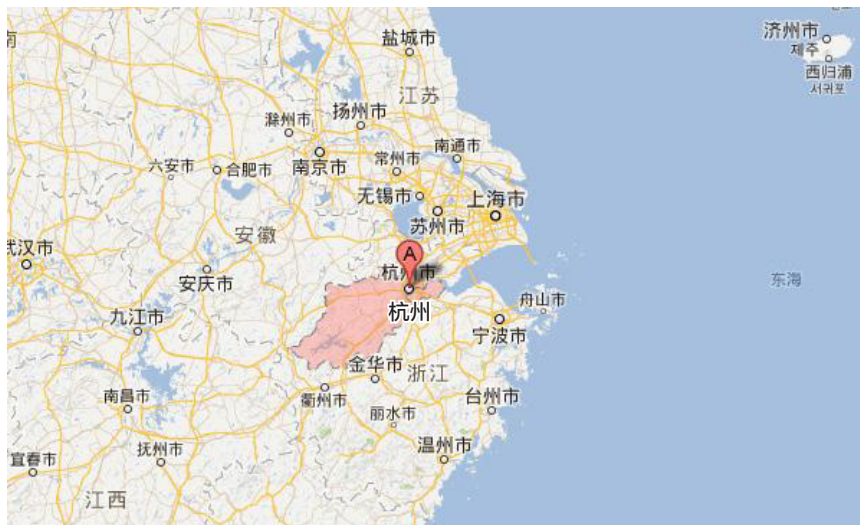 南
盐城市
济州市
제주
西归浦
서귀포
江苏
滁州市
扬州市
六安市
合肥市
南京市
常州市
南通市
无锡市
上海市
苏州市
安徽
武汉市
安庆市
A
杭州市
杭州
东海
舟山市
九江市
宁波市
金华市
浙江
南昌市
衢州市
丽水市
台州市
温州市
抚州市
宜春市
江西